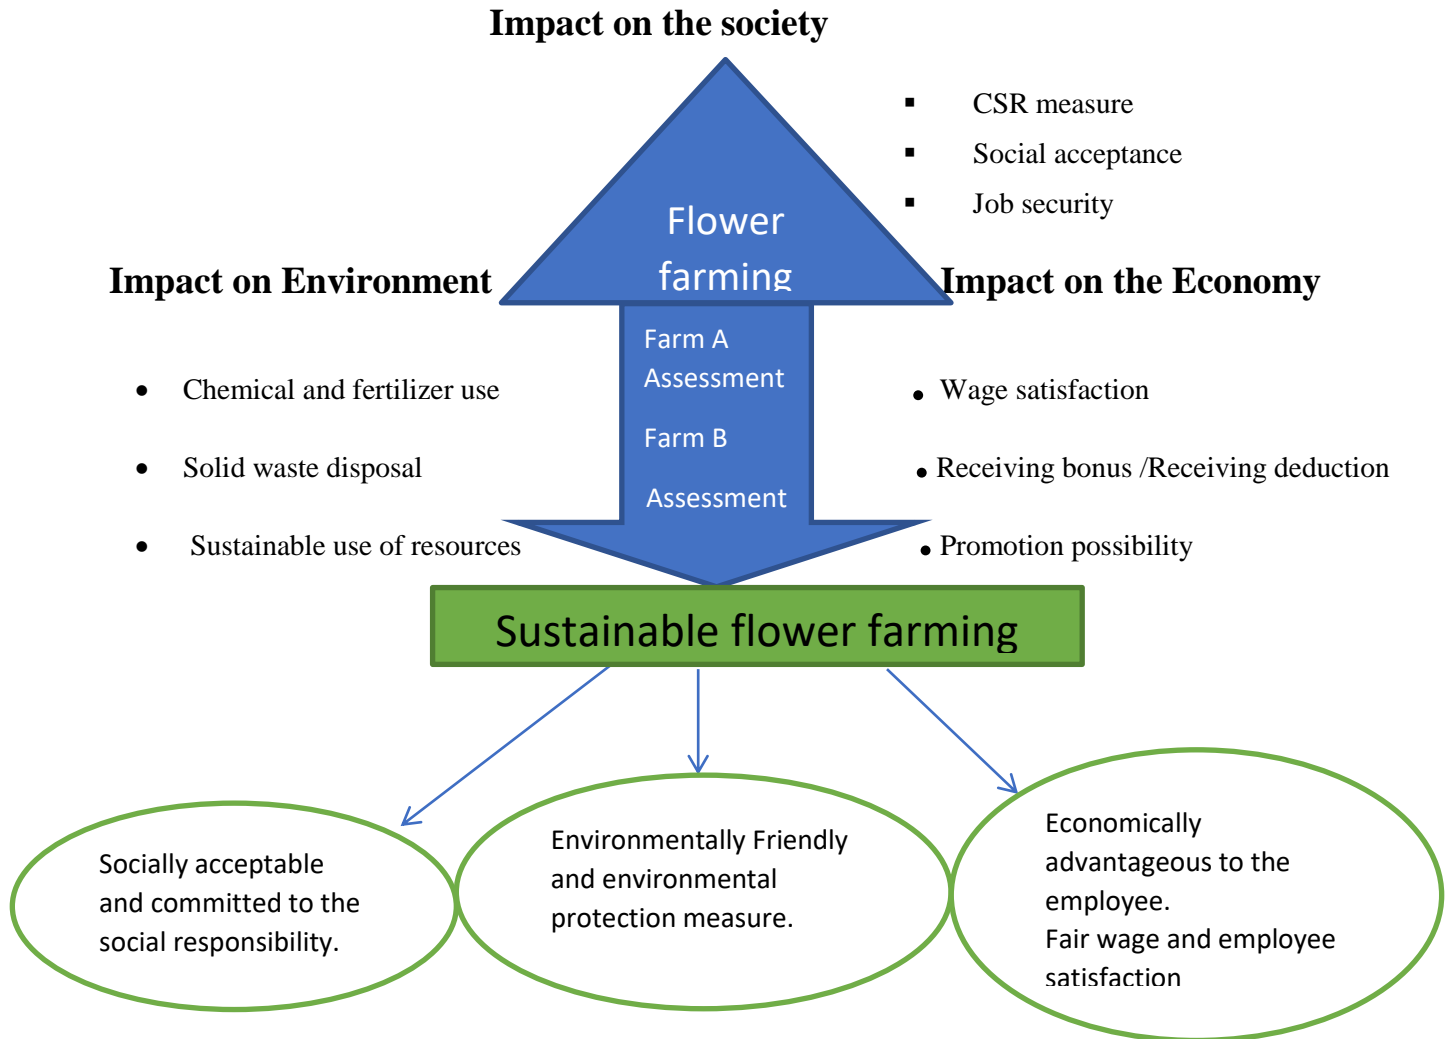 Impact on the society
▪ CSR measure
▪ Social acceptance
▪ Job security
Flower
farming
Impact on Environment
Impact on the Economy
Farm A
Assessment
Farm B
Assessment
• Chemical and fertilizer use
• Solid waste disposal
• Sustainable use of resources
• Wage satisfaction
• Receiving bonus /Receiving deduction
• Promotion possibility
Sustainable flower farming
Socially acceptable
and committed to the
social responsibility.
Environmentally Friendly
and environmental
protection measure.
Economically
advantageous to the
employee.
Fair wage and employee
satisfaction